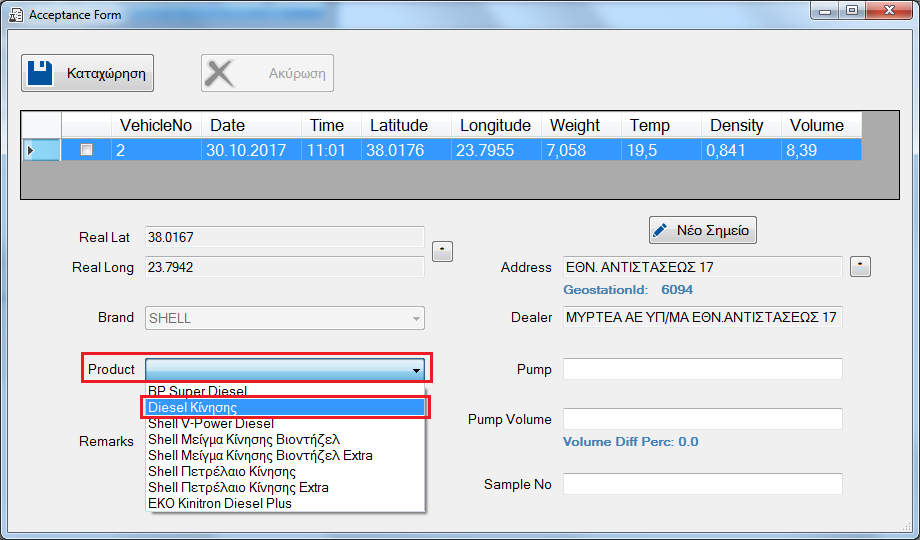 Acceptance Form
Καταχώρηση Ακύρωση
VehicleNo Date Time Latitude Longitude Weight Temp Density Volume
2 30.10.2017 11:01 38.0176 23.7955 7,058 19,5 0,841 8,39
Real Lat 38.0167 * Νέο Σημείο
Real Long 23.7942 Address ΕΘΝ. ΑΝΤΙΣΤΑΣΕΩΣ 17 *
GeostationId: 6094
Brand SHELL Dealer ΜΥΡΤΕΑ ΑΕ ΥΠ/ΜΑ ΕΘΝ.ΑΝΤΙΣΤΑΣΕΩΣ 17
Product Pump
BP Super Diesel
Diesel Κίνησης
Shell V-Power Diesel Pump Volume
Remarks Shell Μείγμα Κίνησης Βιοντήζελ Volume Diff Perc: 0.0
Shell Μείγμα Κίνησης Βιοντήζελ Extra
Shell Πετρέλαιο Κίνησης
Shell Πετρέλαιο Κίνησης Extra Sample No
EKO Kinitron Diesel Plus